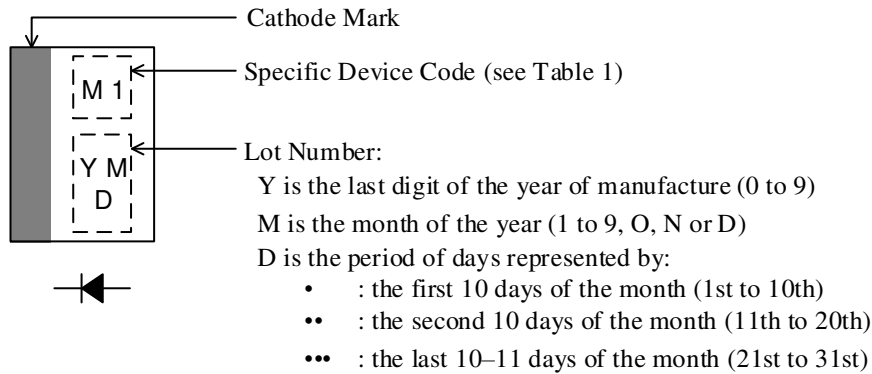 Cathode Mark
Specific Device Code (see Table 1)
M 1
Lot Number:
Y M
D
Y is the last digit of the year of manufacture (0 to 9)
M is the month of the year (1 to 9, O, N or D)
D is the period of days represented by:
• : the first 10 days of the month (1st to 10th)
•• : the second 10 days of the month (11th to 20th)
••• : the last 10–11 days of the month (21st to 31st)